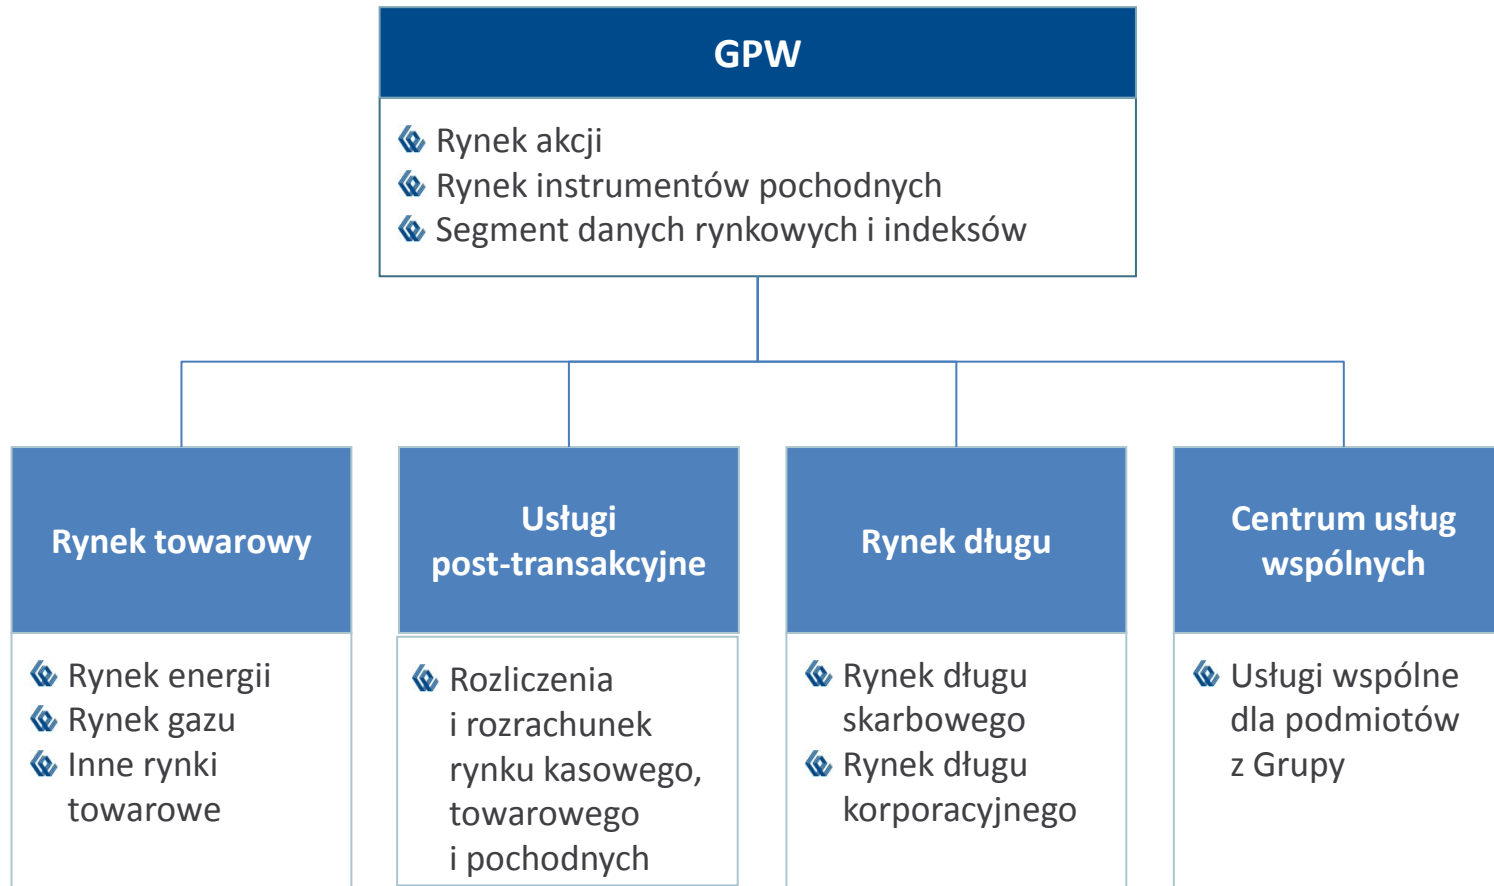 GPW
Rynek akcji
Rynek instrumentów pochodnych
Segment danych rynkowych i indeksów
Rynek towarowy
Rynek energii
Rynek gazu
Inne rynki
towarowe
Usługi
post-transakcyjne
Rozliczenia
i rozrachunek
rynku kasowego,
towarowego
i pochodnych
Rynek długu
Rynek długu
skarbowego
Rynek długu
korporacyjnego
Centrum usług
wspólnych
Usługi wspólne
dla podmiotów
z Grupy